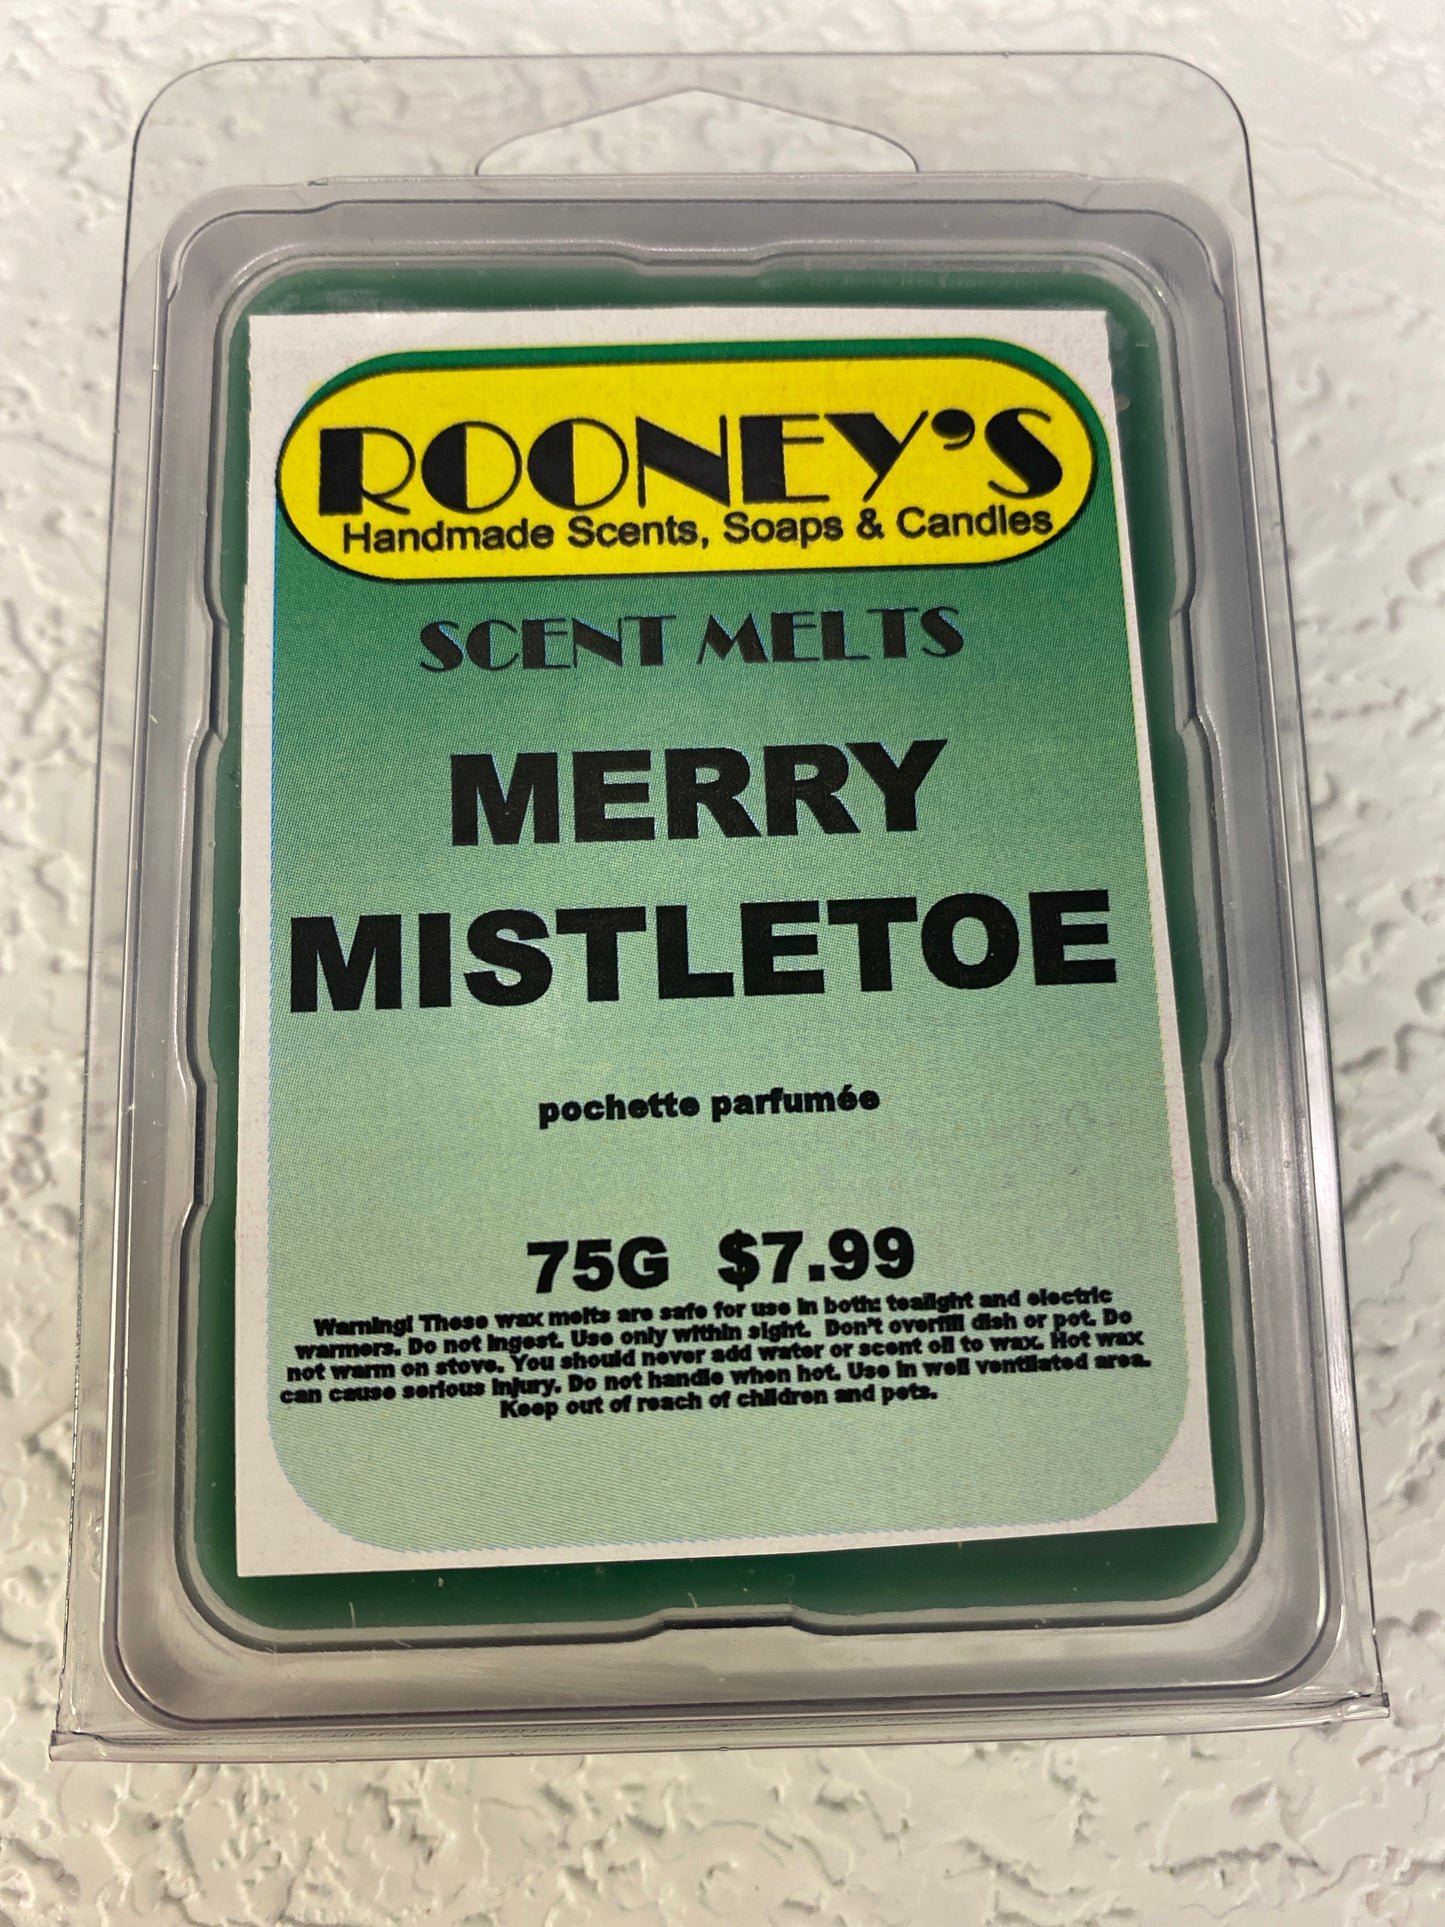 ROONEY'S
Handmade Scents, Soaps & Candles
SCENT MELTS
MERRY
MISTLETOE
pochette parfumée
75G $7.99
Warning! These wax melts are safe for use in both: tealight and electric
warmers. Do not ingest. Use only within sight. Don't overfill dish or pot. Do
not warm on stove. You should never add water or scent oil to wax. Hot wax
can cause serious injury. Do not handle when hot. Use in well ventilated area.
Keep out of reach of children and pets.